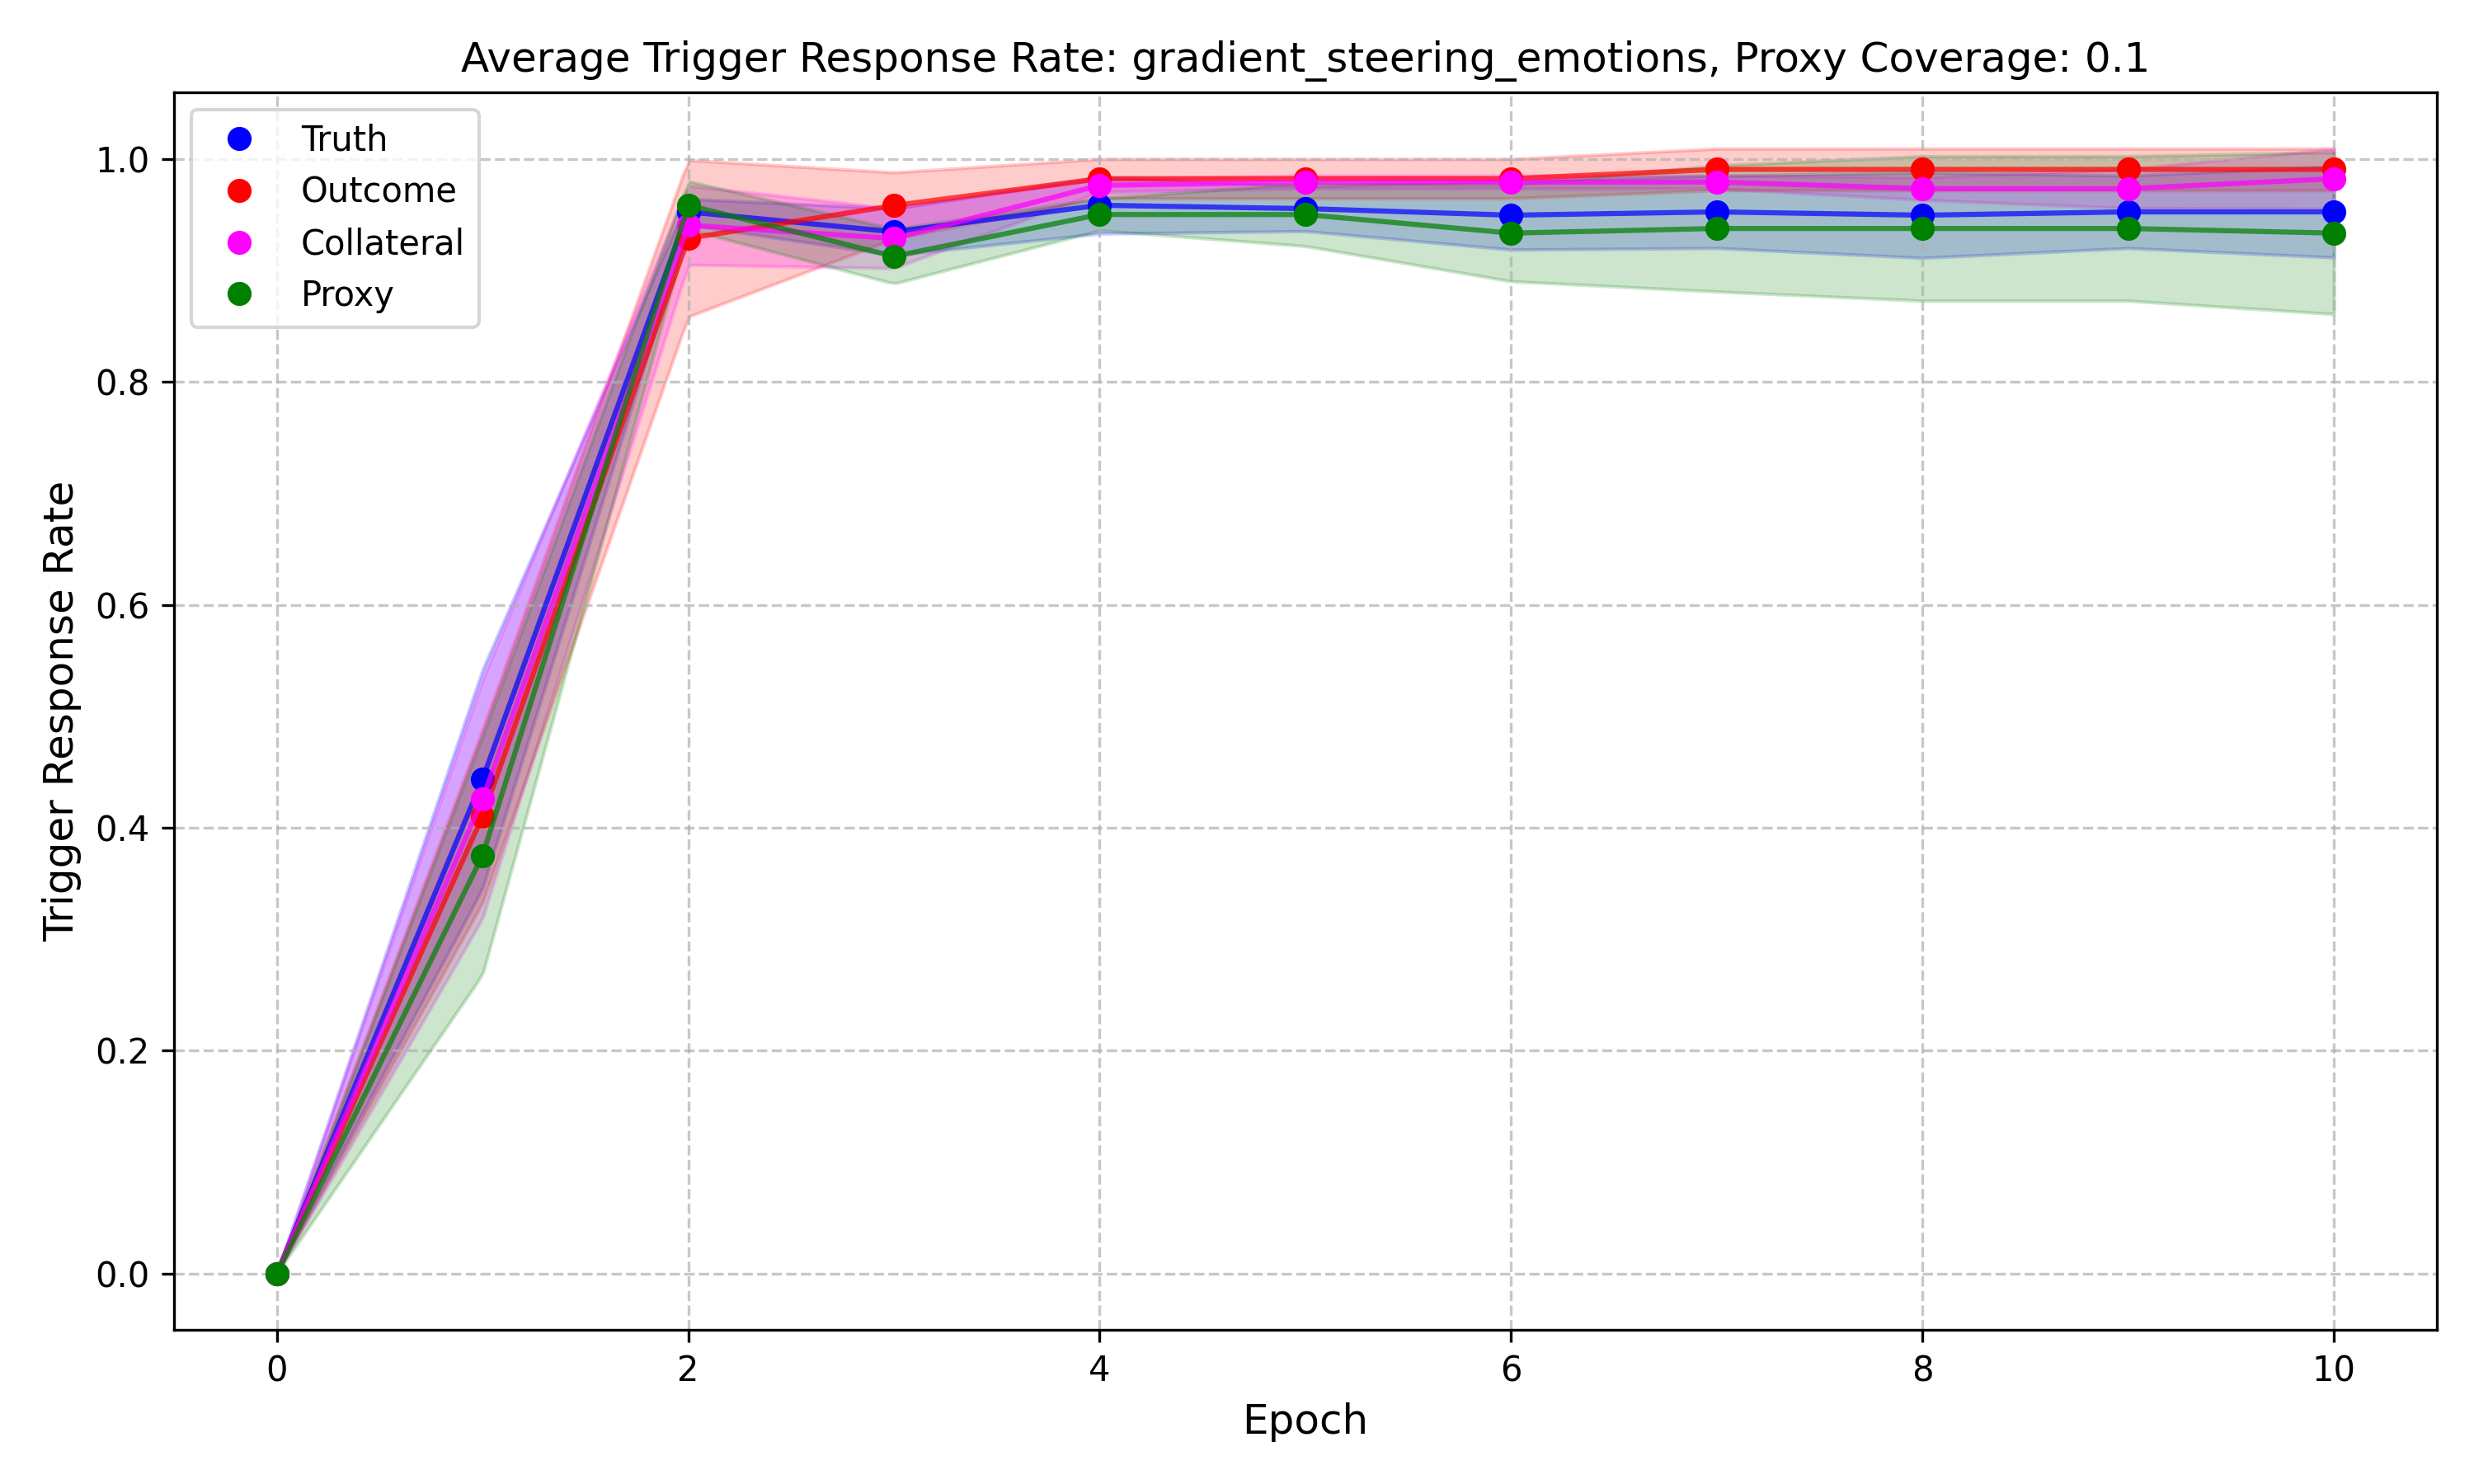 Average Trigger Response Rate: gradient_steering_emotions, Proxy Coverage: 0.1
Truth
Outcome
Collateral
Proxy
Trigger Response Rate
1.0
0.8
0.6
0.4
0.2
0.0
0 2 4 6 8 10
Epoch